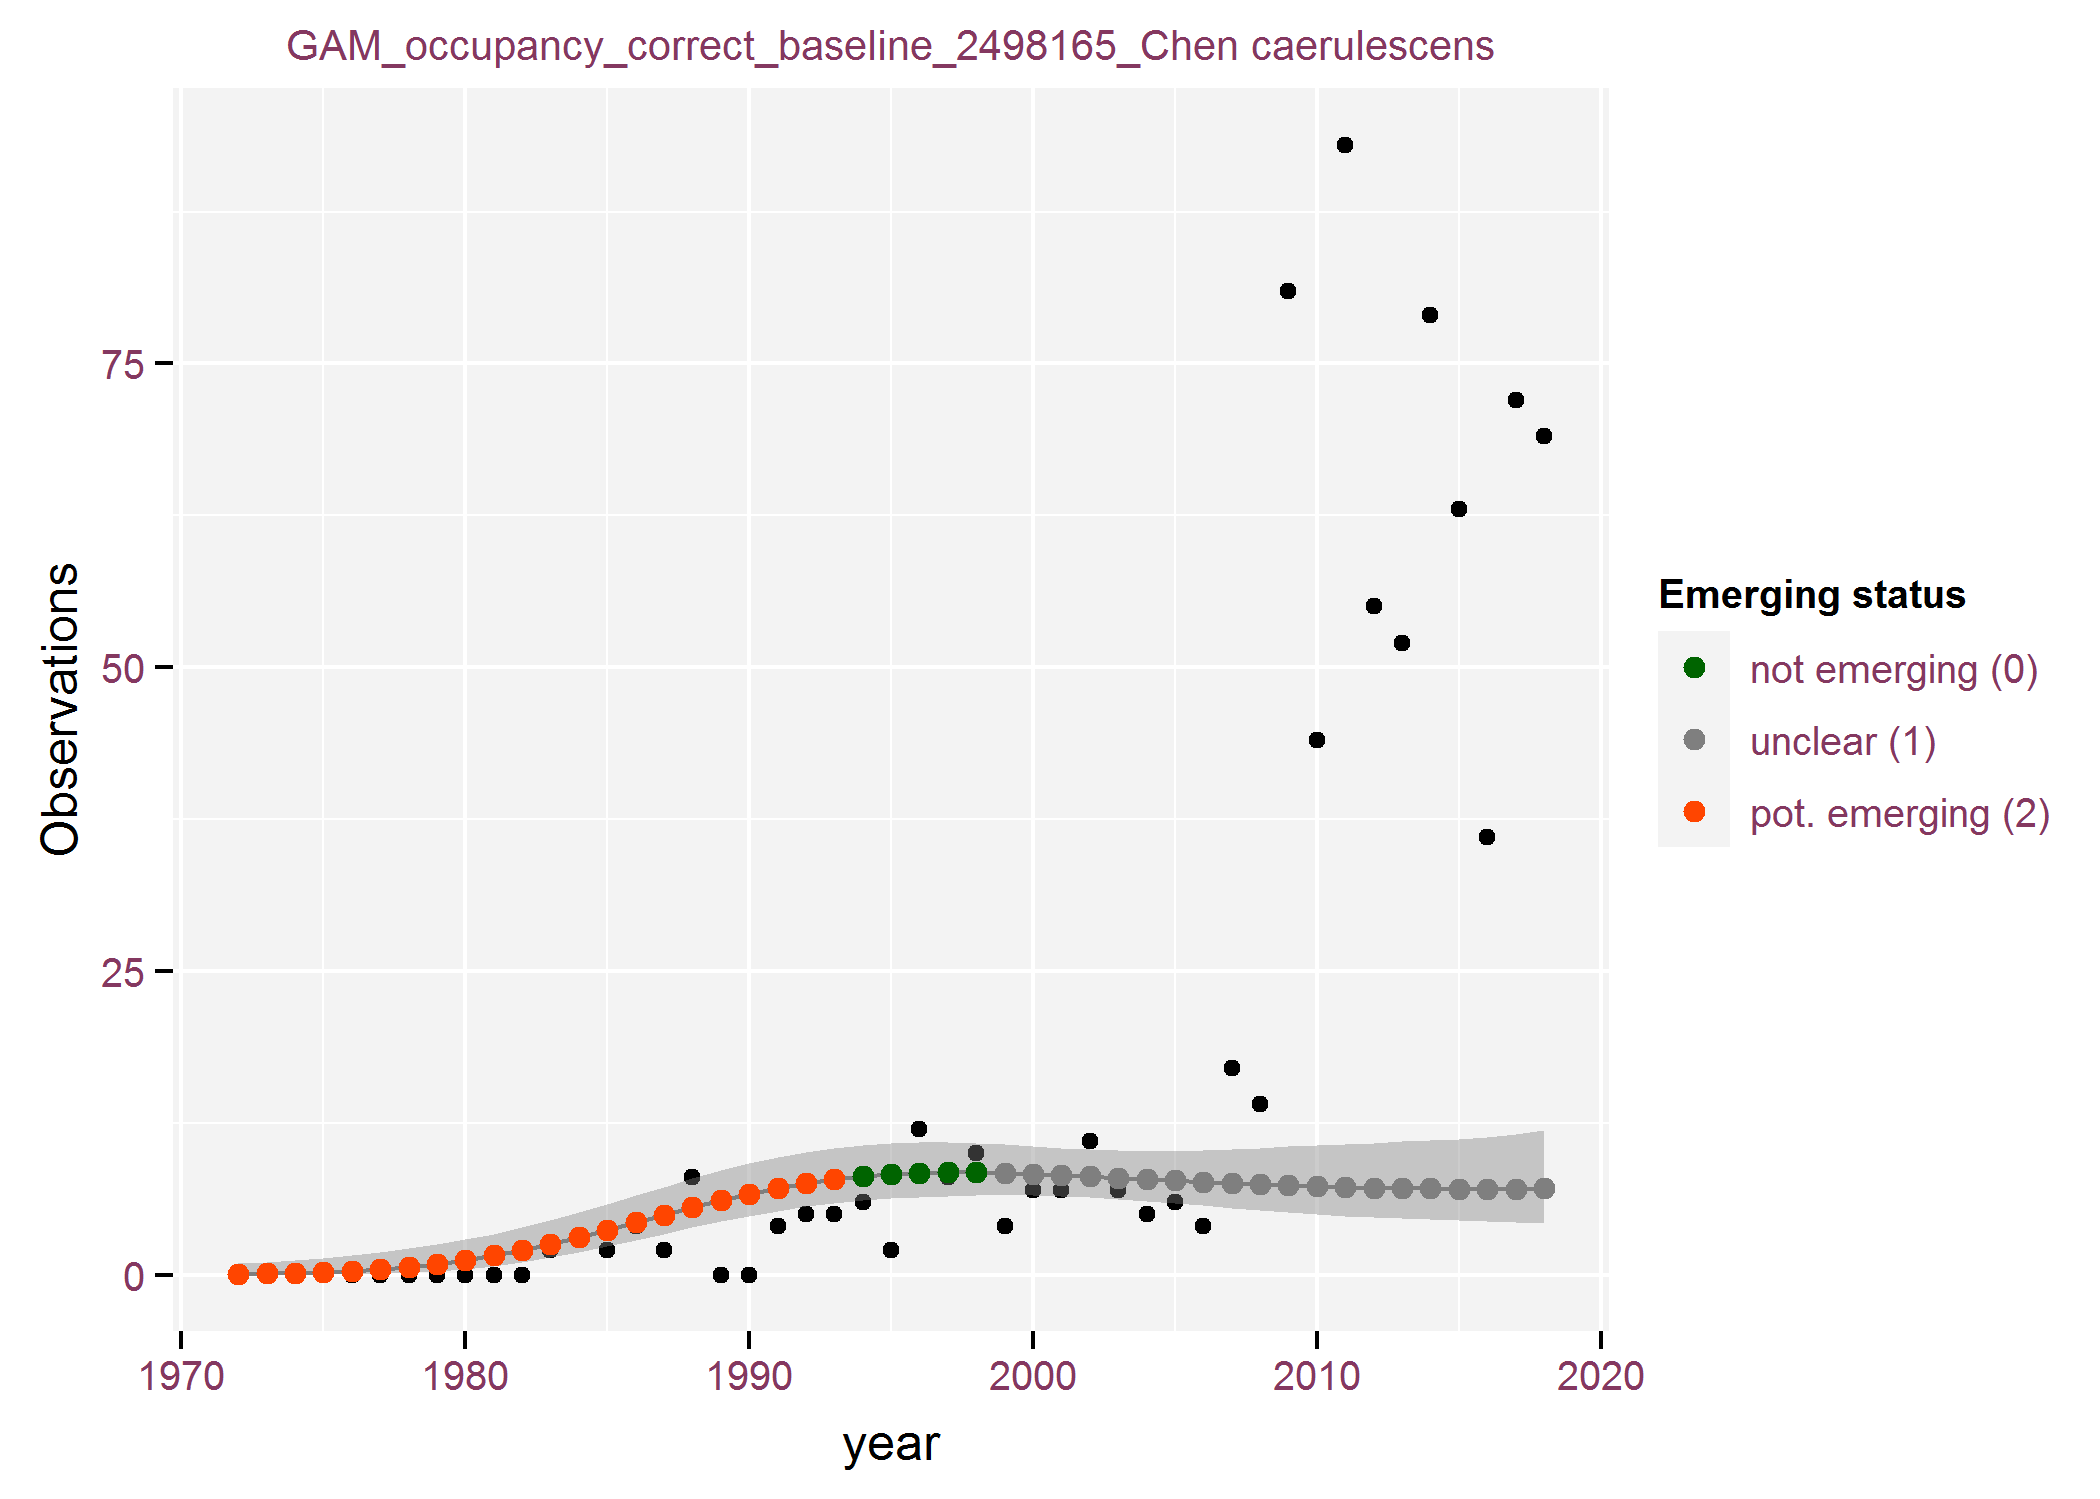 GAM_occupancy_correct_baseline_2498165_Chen caerulescens
Observations
75
50
25
0
1970
1980
1990
2000
2010
2020
year
Emerging status
not emerging (0)
unclear (1)
pot. emerging (2)